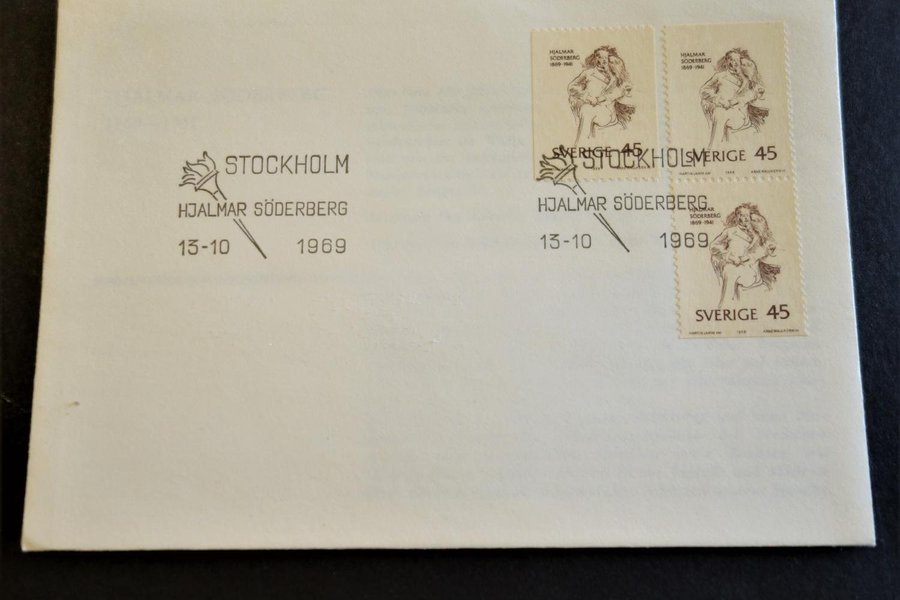 STOCKHOLM
HJALMAR SÖDERBERG
13-10 1969
STOCKHOLM
HJALMAR SÖDERBERG
13-10 1969
HJALMAR
SÖDERBERG
1869-1941
SVERIGE 45
HJALMAR
SÖDERBERG
1869-1941
SVERIGE 45
HJALMAR
SÖDERBERG
1869-1941
SVERIGE 45